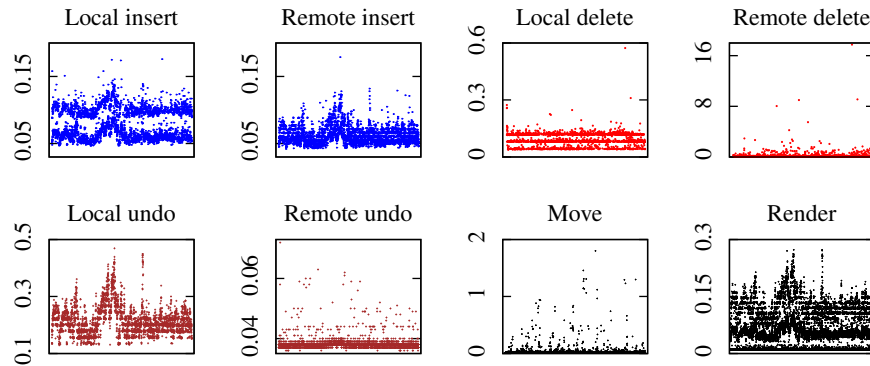 Local insert
Remote insert
Local delete
Remote delete
0.15
0.05
0.15
0.05
0.6
0.3
0
16
8
0
Local undo
Remote undo
Move
Render
0.5
0.3
0.1
0.06
0.04
2
1
0
0.3
0.15
0